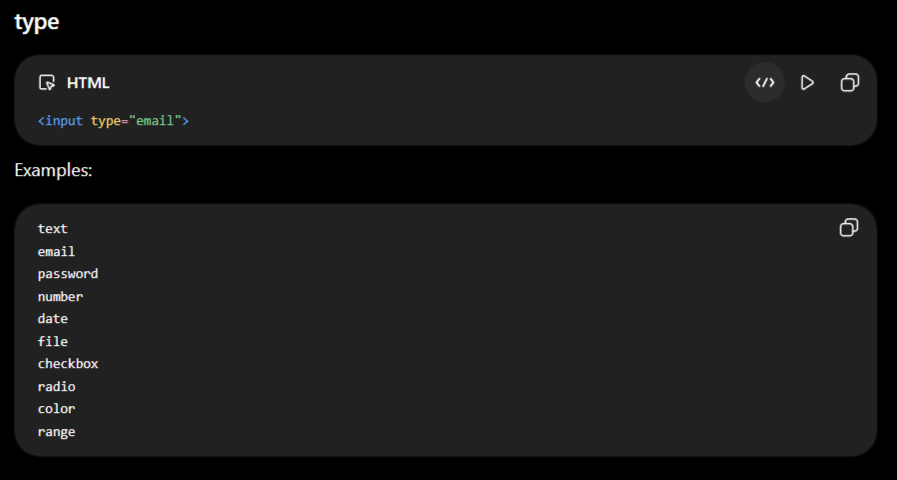 type
HTML
<input type="email">
Examples:
text
email
password
number
date
file
checkbox
radio
color
range